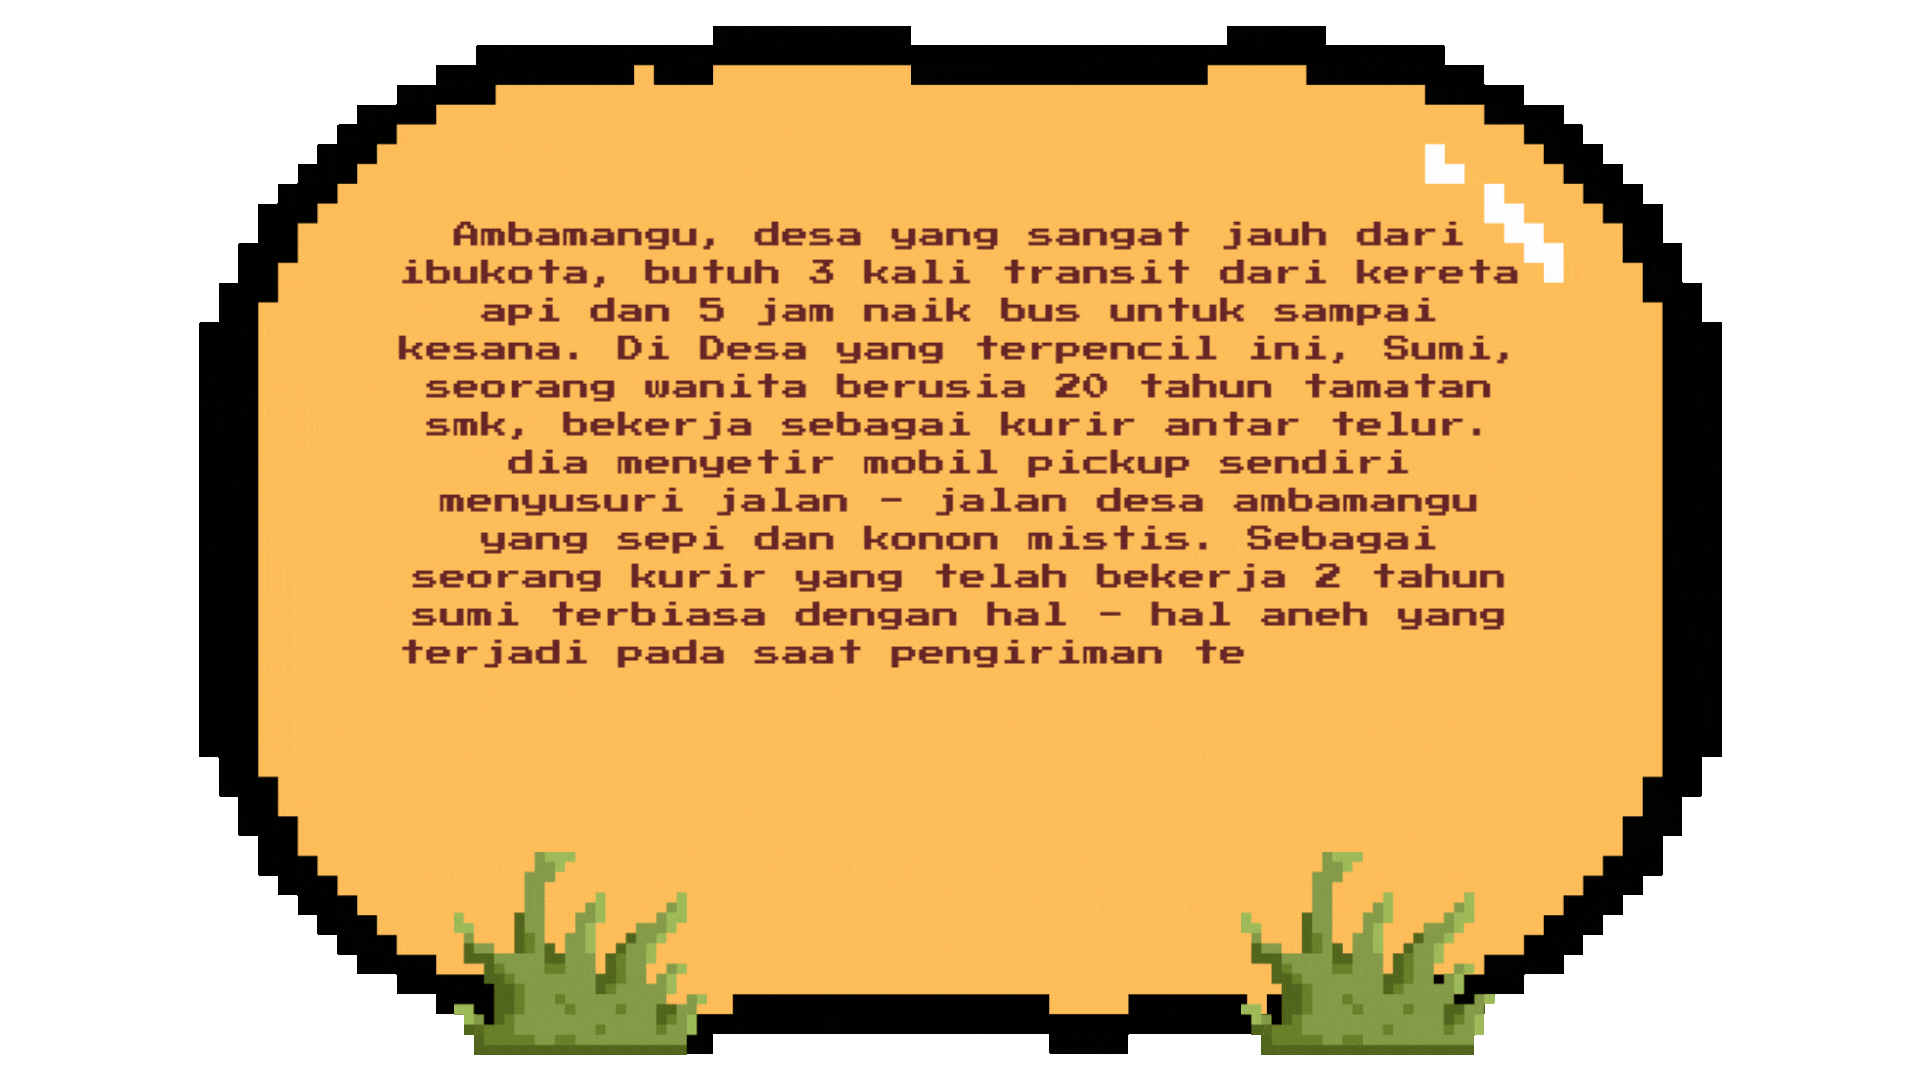 Ambamangu, desa yang sangat jauh dari
ibukota, butuh 3 kali transit dari kereta
api dan 5 jam naik bus untuk sampai
kesana. Di Desa yang terpencil ini, Sumi,
seorang wanita berusia 20 tahun tamatan
smk, bekerja sebagai kurir antar telur.
dia menyetir mobil pickup sendiri
menyusuri jalan - jalan desa ambamangu
yang sepi dan konon mistis. Sebagai
seorang kurir yang telah bekerja 2 tahun
sumi terbiasa dengan hal - hal aneh yang
terjadi pada saat pengiriman te